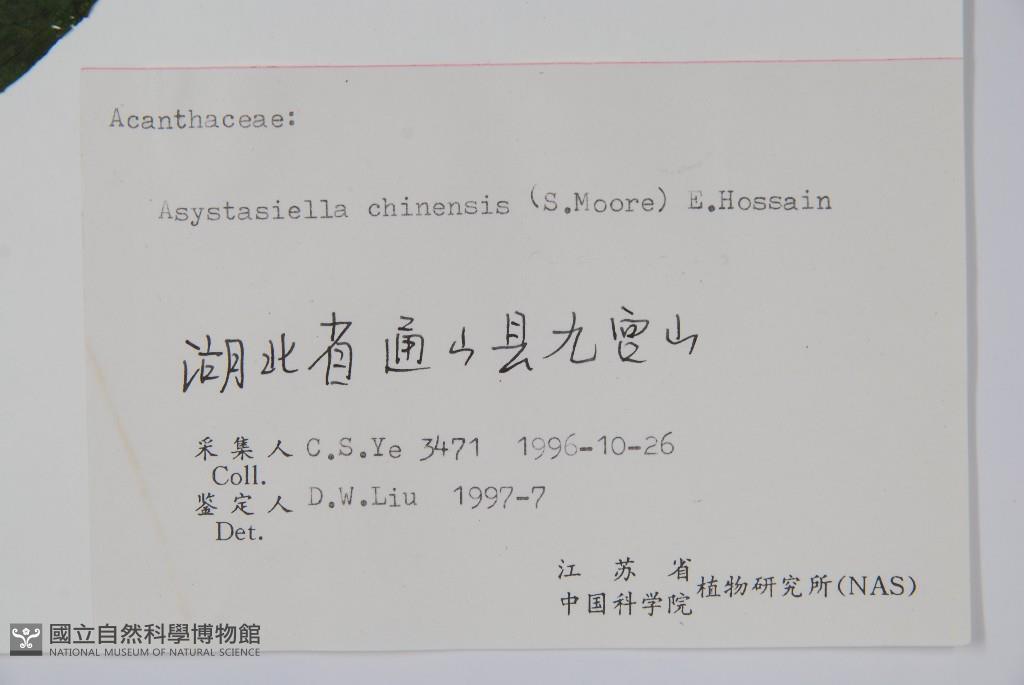 Acanthaceae:
Asystasiella chinensis (S.Moore) E.Hossain
湖北省通山县九宫山
采集人 C.S.Ye 3471 1996-10-26
Coll.
鉴定人 D.W.Liu 1997-7
Det.
江苏省
中国科学院植物研究所(NAS)
國立自然科學博物館
NATIONAL MUSEUM OF NATURAL SCIENCE